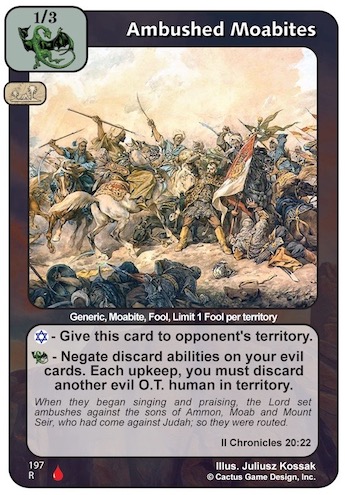 1/3
Ambushed Moabites
Generic, Moabite, Fool, Limit 1 Fool per territory
- Give this card to opponent's territory.
- Negate discard abilities on your evil
cards. Each upkeep, you must discard
another evil O.T. human in territory.
When they began singing and praising, the Lord set
ambushes against the sons of Ammon, Moab and Mount
Seir, who had come against Judah; so they were routed.
II Chronicles 20:22
197
R
Illus. Juliusz Kossak
© Cactus Game Design, Inc.